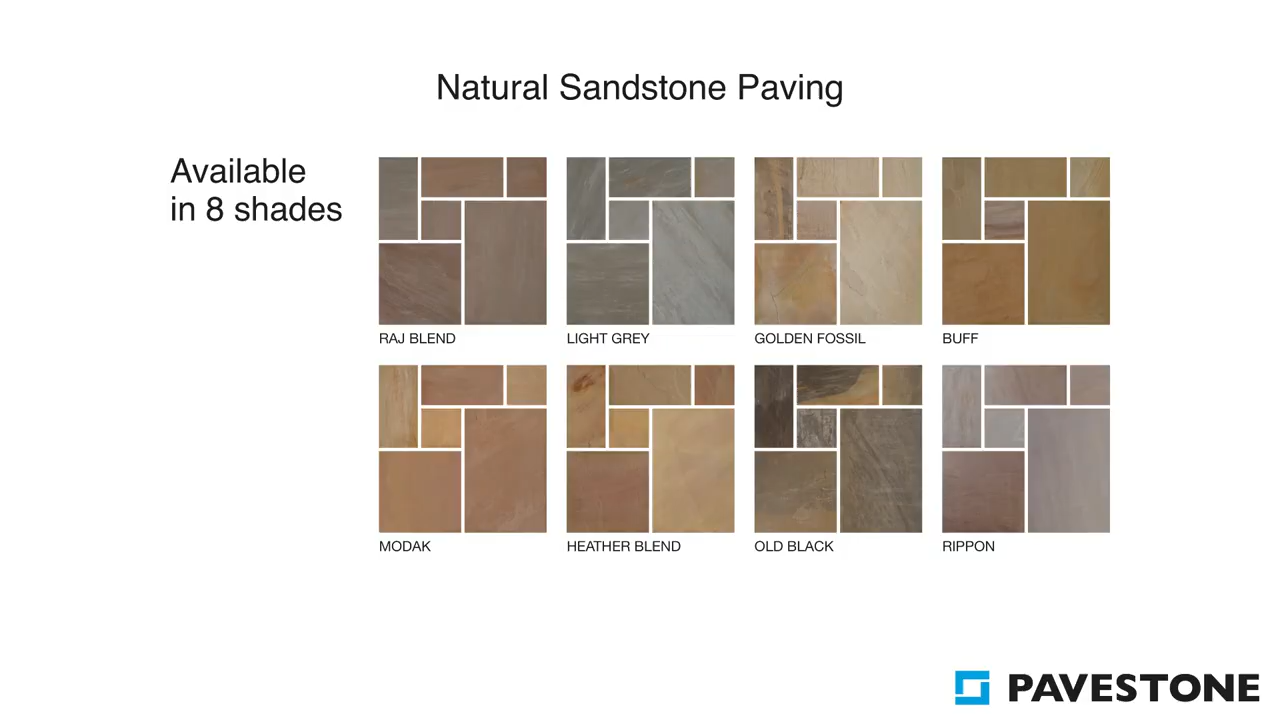 Natural Sandstone Paving
Available
in 8 shades
RAJ BLEND
LIGHT GREY
GOLDEN FOSSIL
BUFF
MODAK
HEATHER BLEND
OLD BLACK
RIPPON
PAVESTONE